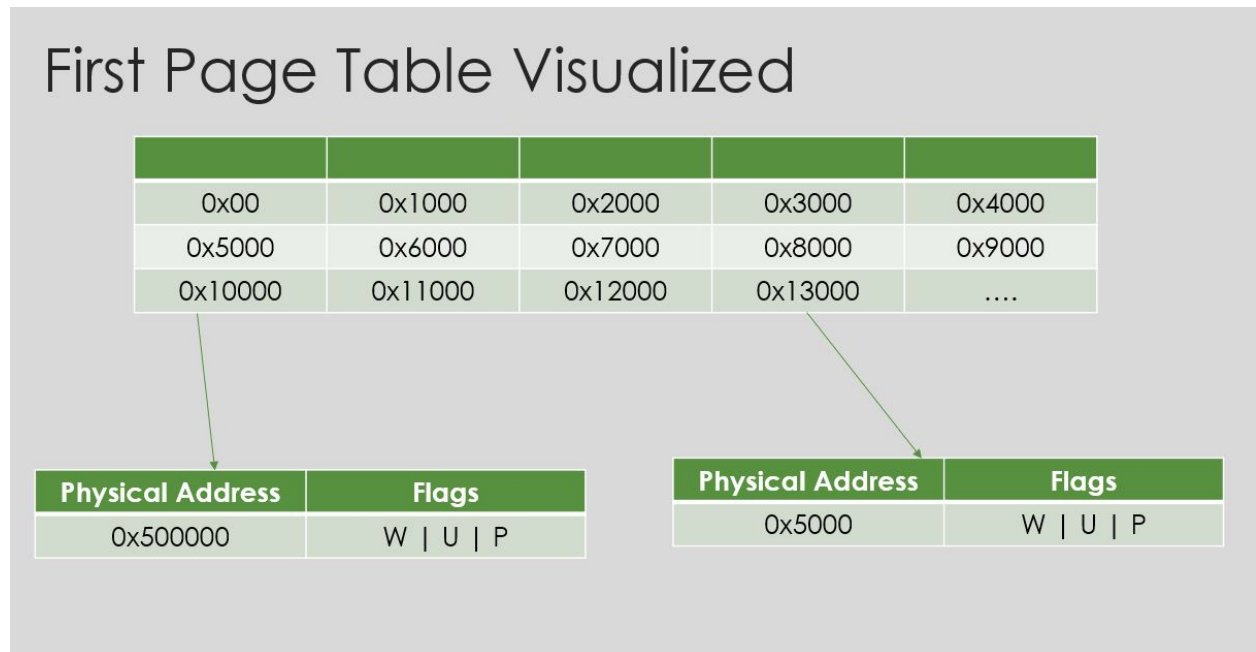 First Page Table Visualized
0x00 0x1000 0x2000 0x3000 0x4000
0x5000 0x6000 0x7000 0x8000 0x9000
0x10000 0x11000 0x12000 0x13000 ....
Physical Address Flags
0x500000 W | U | P
Physical Address Flags
0x5000 W | U | P